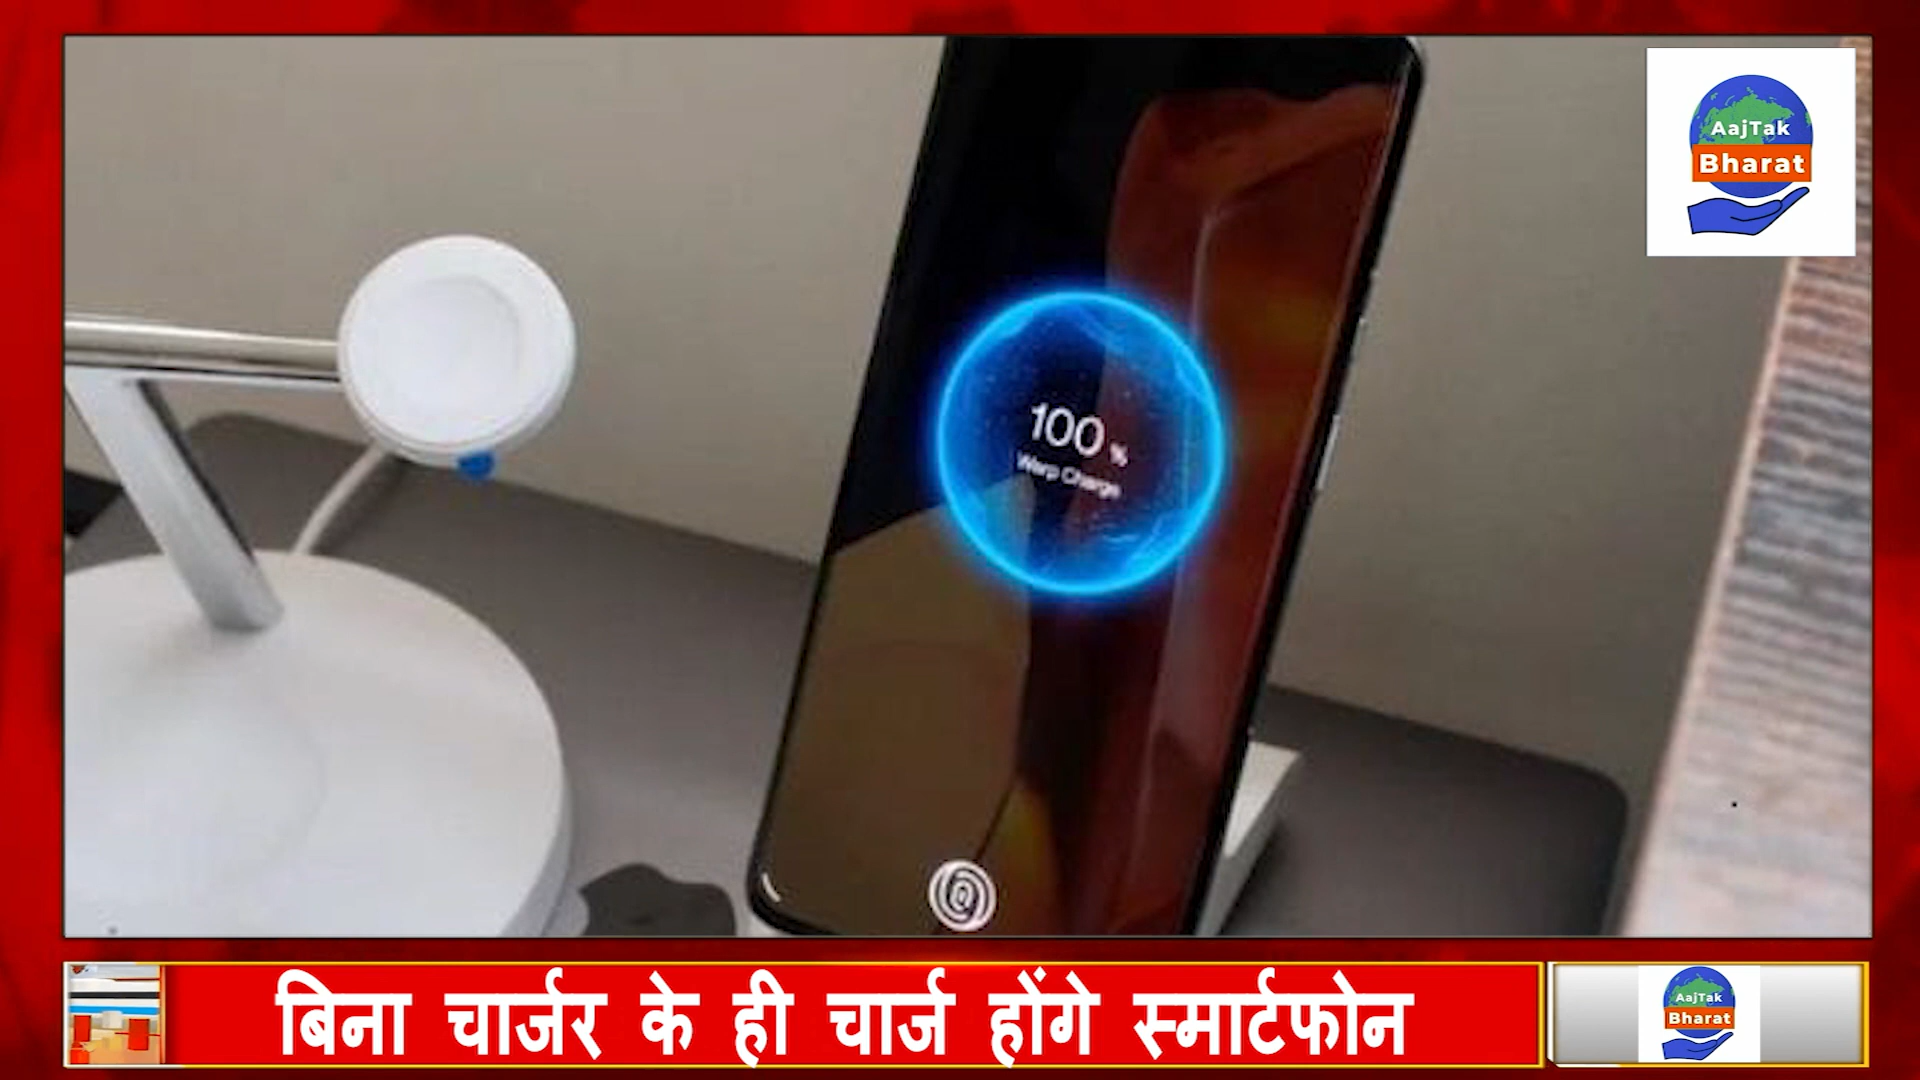 AajTak
Bharat
100 %
Warp Charge
बिना चार्जर के ही चार्ज होंगे स्मार्टफोन
AajTak
Bharat